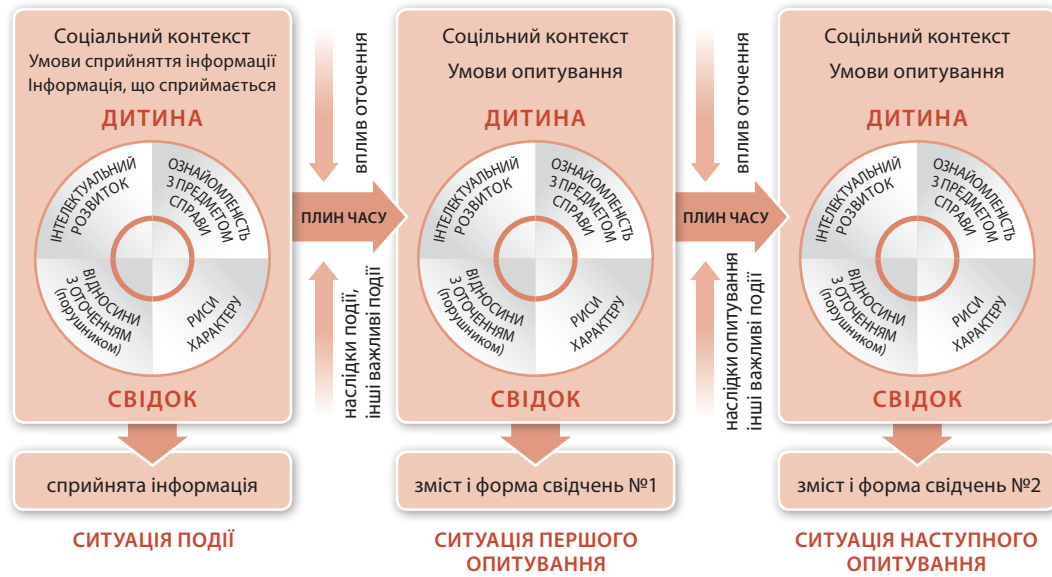 Соціальний контекст
Умови сприйняття інформації
Інформація, що сприймається
ДИТИНА
ІНТЕЛЕКТУАЛЬНИЙ
РОЗВИТОК
ОЗНАЙОМЛЕНІСТЬ
З ПРЕДМЕТОМ
СПРАВИ
ВІДНОСИНИ
З ОТОЧЕННЯМ
(порушником)
РИСИ
ХАРАКТЕРУ
СВІДОК
сприйнята інформація
СИТУАЦІЯ ПОДІЇ
вплив оточення
ПЛИН ЧАСУ
наслідки події,
інші важливі події...
Соцільний контекст
Умови опитування
ДИТИНА
ІНТЕЛЕКТУАЛЬНИЙ
РОЗВИТОК
ОЗНАЙОМЛЕНІСТЬ
З ПРЕДМЕТОМ
СПРАВИ
ВІДНОСИНИ
З ОТОЧЕННЯМ
(порушником)
РИСИ
ХАРАКТЕРУ
СВІДОК
зміст і форма свідчень №1
СИТУАЦІЯ ПЕРШОГО
ОПИТУВАННЯ
вплив оточення
ПЛИН ЧАСУ
наслідки опитування
інші важливі події
Соцільний контекст
Умови опитування
ДИТИНА
ІНТЕЛЕКТУАЛЬНИЙ
РОЗВИТОК
ОЗНАЙОМЛЕНІСТЬ
З ПРЕДМЕТОМ
СПРАВИ
ВІДНОСИНИ
З ОТОЧЕННЯМ
(порушником)
РИСИ
ХАРАКТЕРУ
СВІДОК
зміст і форма свідчень №2
СИТУАЦІЯ НАСТУПНОГО
ОПИТУВАННЯ